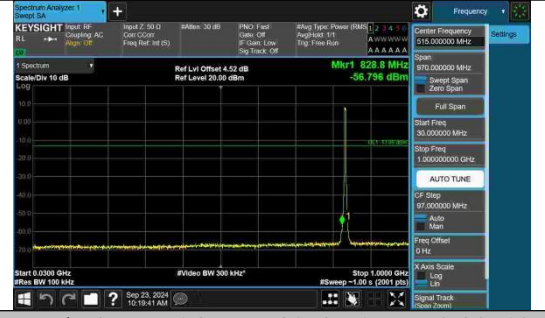 Spectrum Analyzer 1
Swept SA
Frequency
KEYSIGHT
RL
Input: RF
Coupling: AC
Align: Off
Input Z: 50 Ω
Corr CCorr
Freq Ref: Int (S)
#Atten: 30 dB
PNO: Fast
Gate: Off
IF Gain: Low
Sig Track: Off
#Avg Type: Power (RMS
Avg|Hold: 1/1
Trig: Free Run
1 2 3 4 5 6
A W W W W W
A A A A A A
Center Frequency
515.000000 MHz
Settings
Span
970.000000 MHz
Swept Span
Zero Span
Full Span
Start Freq
30.000000 MHz
Stop Freq
1.000000000 GHz
AUTO TUNE
CF Step
97.000000 MHz
Auto
Man
Freq Offset
0 Hz
X Axis Scale
Log
Lin
Signal Track
(Span Zoom)
1 Spectrum
Scale/Div 10 dB
Log
Ref Lvl Offset 4.52 dB
Ref Level 20.00 dBm
Mkr1 828.8 MHz
-56.796 dBm
10.0
0.00
-10.0
-20.0
-30.0
-40.0
-50.0
-60.0
-70.0
1
Start 0.0300 GHz
#Res BW 100 kHz
#Video BW 300 kHz*
Stop 1.0000 GHz
#Sweep ~1.00 s (2001 pts)
?
Sep 23, 2024
10:19:41 AM